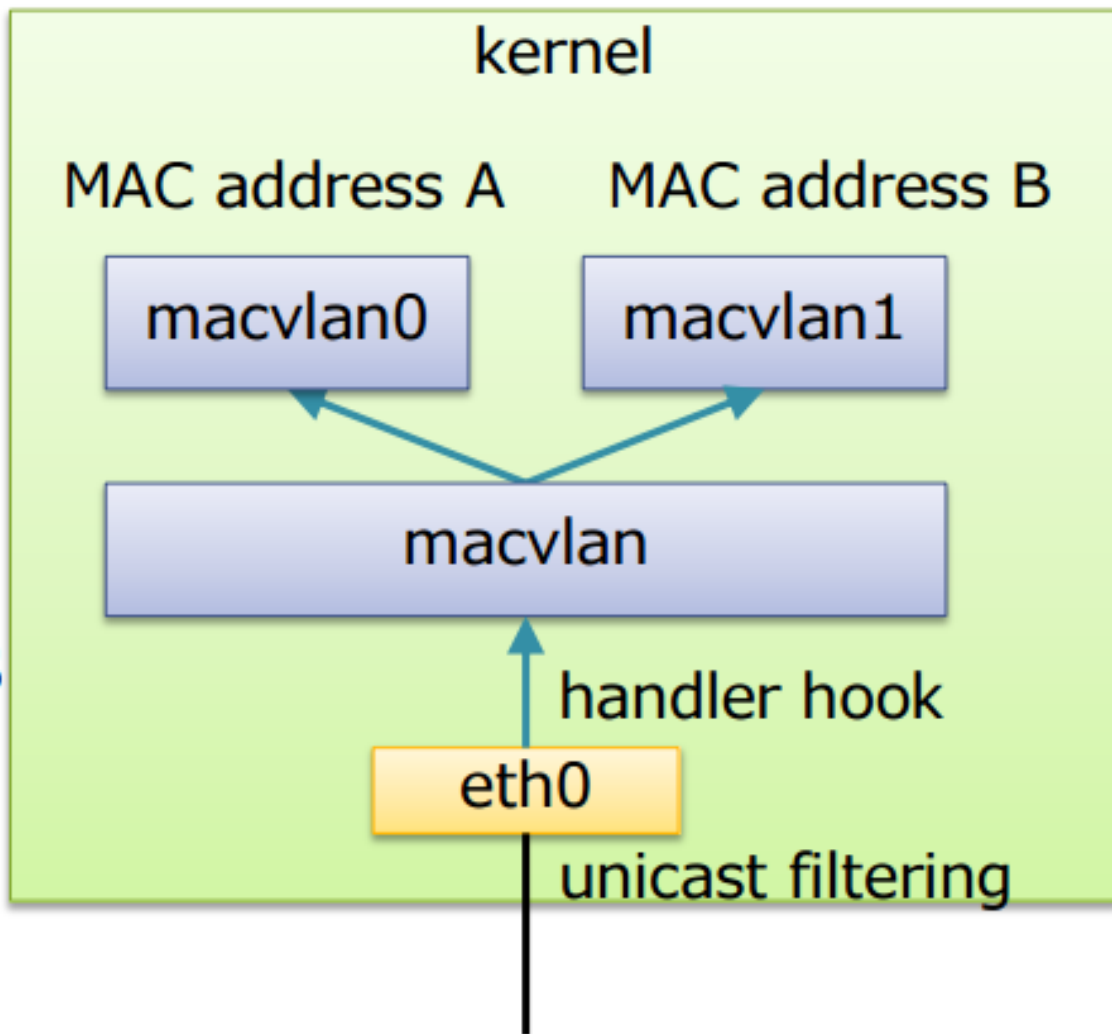 kernel
MAC address A
MAC address B
macvlan0
macvlan1
macvlan
handler hook
eth0
unicast filtering